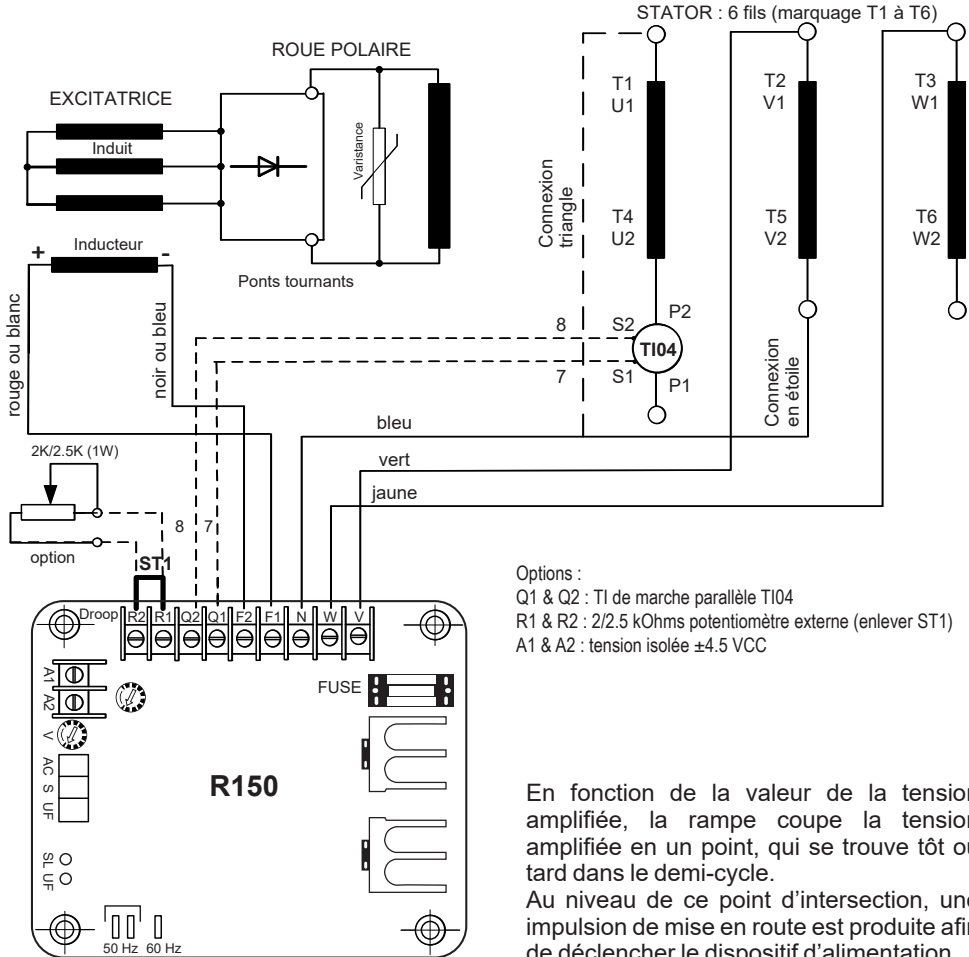 STATOR : 6 fils (marquage T1 à T6)
ROUE POLAIRE
EXCITATRICE
Induit
Varistance
Inducteur
+
-
Ponts tournants
rouge ou blanc
noir ou bleu
Connexion
triangle
T1
U1
T4
U2
T2
V1
T5
V2
T3
W1
T6
W2
8
S2
P2
TI04
7
S1
P1
Connexion
en étoile
bleu
vert
jaune
2K/2.5K (1W)
8
7
option
ST1
Droop
R2
R1
Q2
Q1
F2
F1
N
W
V
A1
A2
V
AC
S
UF
SL
UF
FUSE
R150
50 Hz
60 Hz
Options :
Q1 & Q2 : TI de marche parallèle TI04
R1 & R2 : 2/2.5 kOhms potentiomètre externe (enlever ST1)
A1 & A2 : tension isolée ±4.5 VCC
En fonction de la valeur de la tension
amplifiée, la rampe coupe la tension
amplifiée en un point, qui se trouve tôt ou
tard dans le demi-cycle.
Au niveau de ce point d'intersection, une
impulsion de mise en route est produite afin
de déclencher le dispositif d'alimentation.